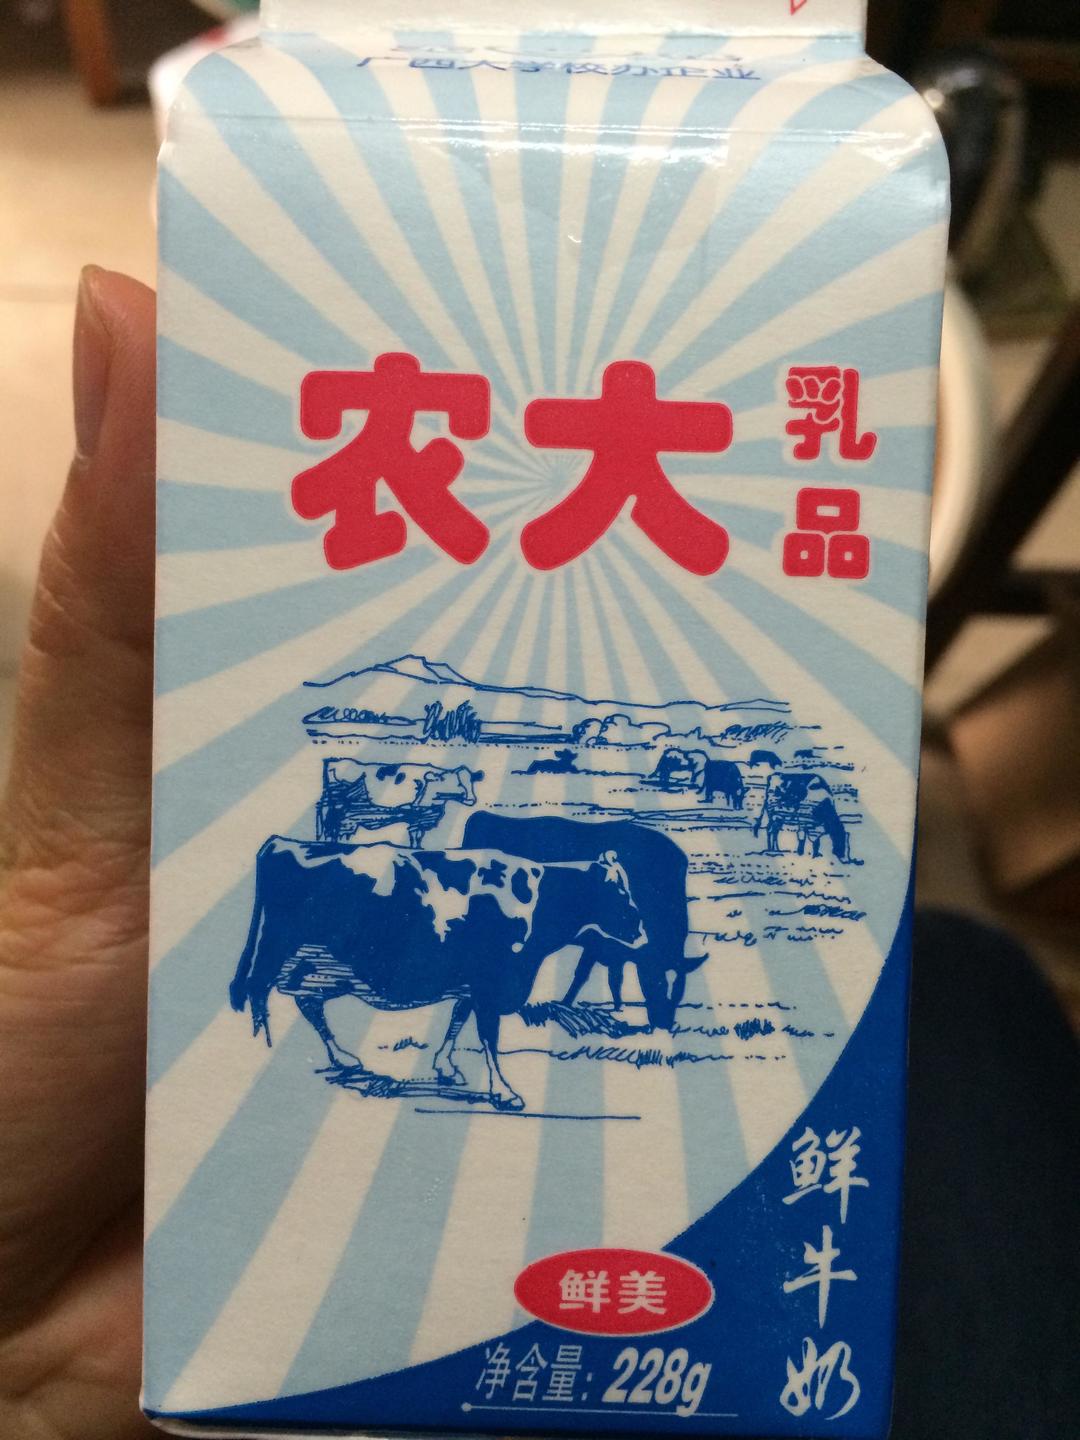 广西大学校办企业
农大
乳品
鲜牛奶
鲜美
净含量：228g